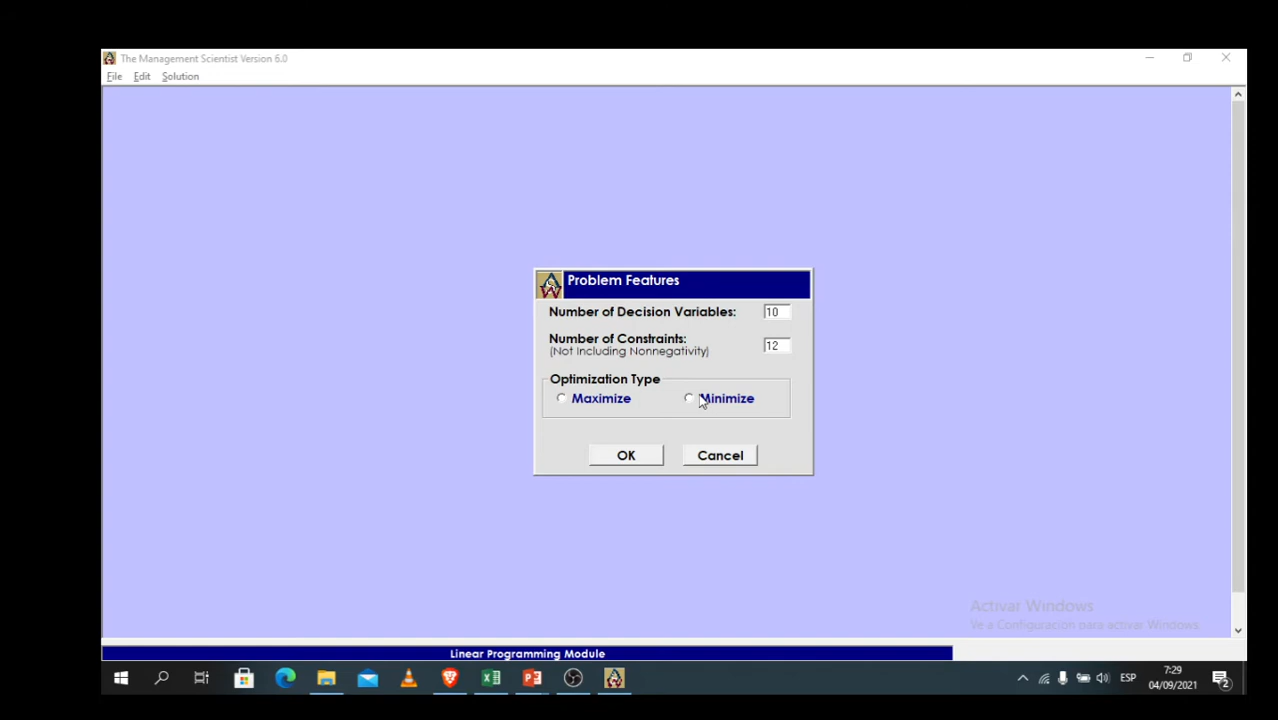 The Management Scientist Version 6.0
File Edit Solution
Problem Features
Number of Decision Variables: 10
Number of Constraints: 12
(Not Including Nonnegativity)
Optimization Type
Maximize Minimize
OK Cancel
Activar Windows
Ve a Configuración para activar Windows.
Linear Programming Module
ESP
7:29
04/09/2021
2